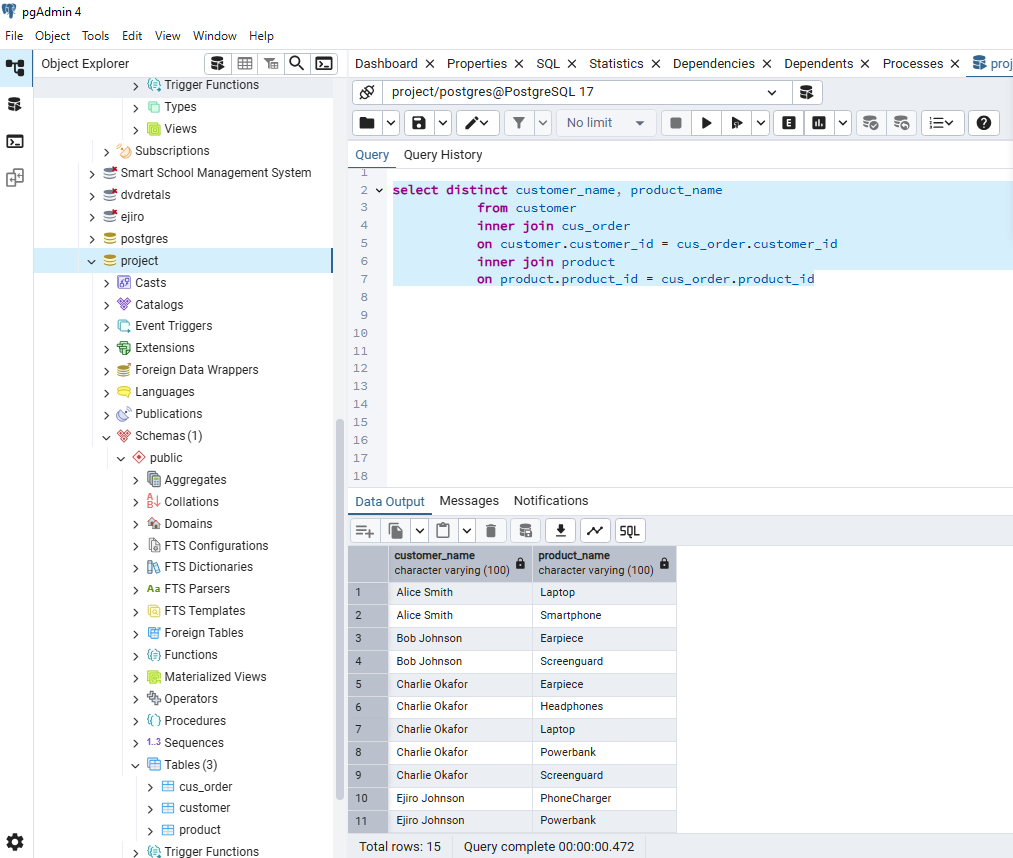 pgAdmin 4
File Object Tools Edit View Window Help
Object Explorer
Trigger Functions
Types
Views
Subscriptions
Smart School Management System
dvdretals
ejiro
postgres
project
Casts
Catalogs
Event Triggers
Extensions
Foreign Data Wrappers
Languages
Publications
Schemas (1)
public
Aggregates
Collations
Domains
FTS Configurations
FTS Dictionaries
Aa FTS Parsers
FTS Templates
Foreign Tables
Functions
Materialized Views
Operators
Procedures
1..3 Sequences
Tables (3)
cus_order
customer
product
Trigger Functions
Dashboard Properties SQL Statistics Dependencies Dependents Processes proj
project/postgres@PostgreSQL 17
No limit E
Query Query History
1
2 select distinct customer_name, product_name
3 from customer
4 inner join cus_order
5 on customer.customer_id = cus_order.customer_id
6 inner join product
7 on product.product_id = cus_order.product_id
8
9
10
11
12
13
14
15
16
17
18
Data Output Messages Notifications
SQL
customer_name product_name
character varying (100) character varying (100)
1 Alice Smith Laptop
2 Alice Smith Smartphone
3 Bob Johnson Earpiece
4 Bob Johnson Screenguard
5 Charlie Okafor Earpiece
6 Charlie Okafor Headphones
7 Charlie Okafor Laptop
8 Charlie Okafor Powerbank
9 Charlie Okafor Screenguard
10 Ejiro Johnson PhoneCharger
11 Ejiro Johnson Powerbank
Total rows: 15 Query complete 00:00:00.472